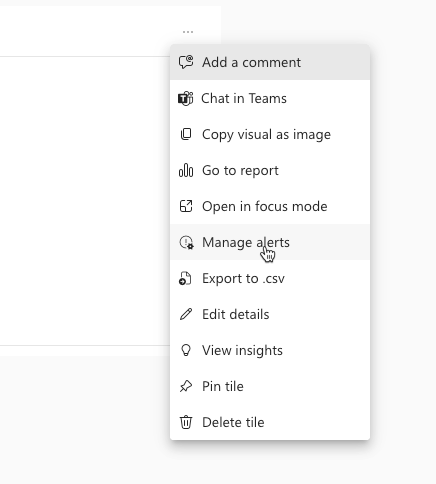 Add a comment
Chat in Teams
Copy visual as image
Go to report
Open in focus mode
Manage alerts
Export to .csv
Edit details
View insights
Pin tile
Delete tile